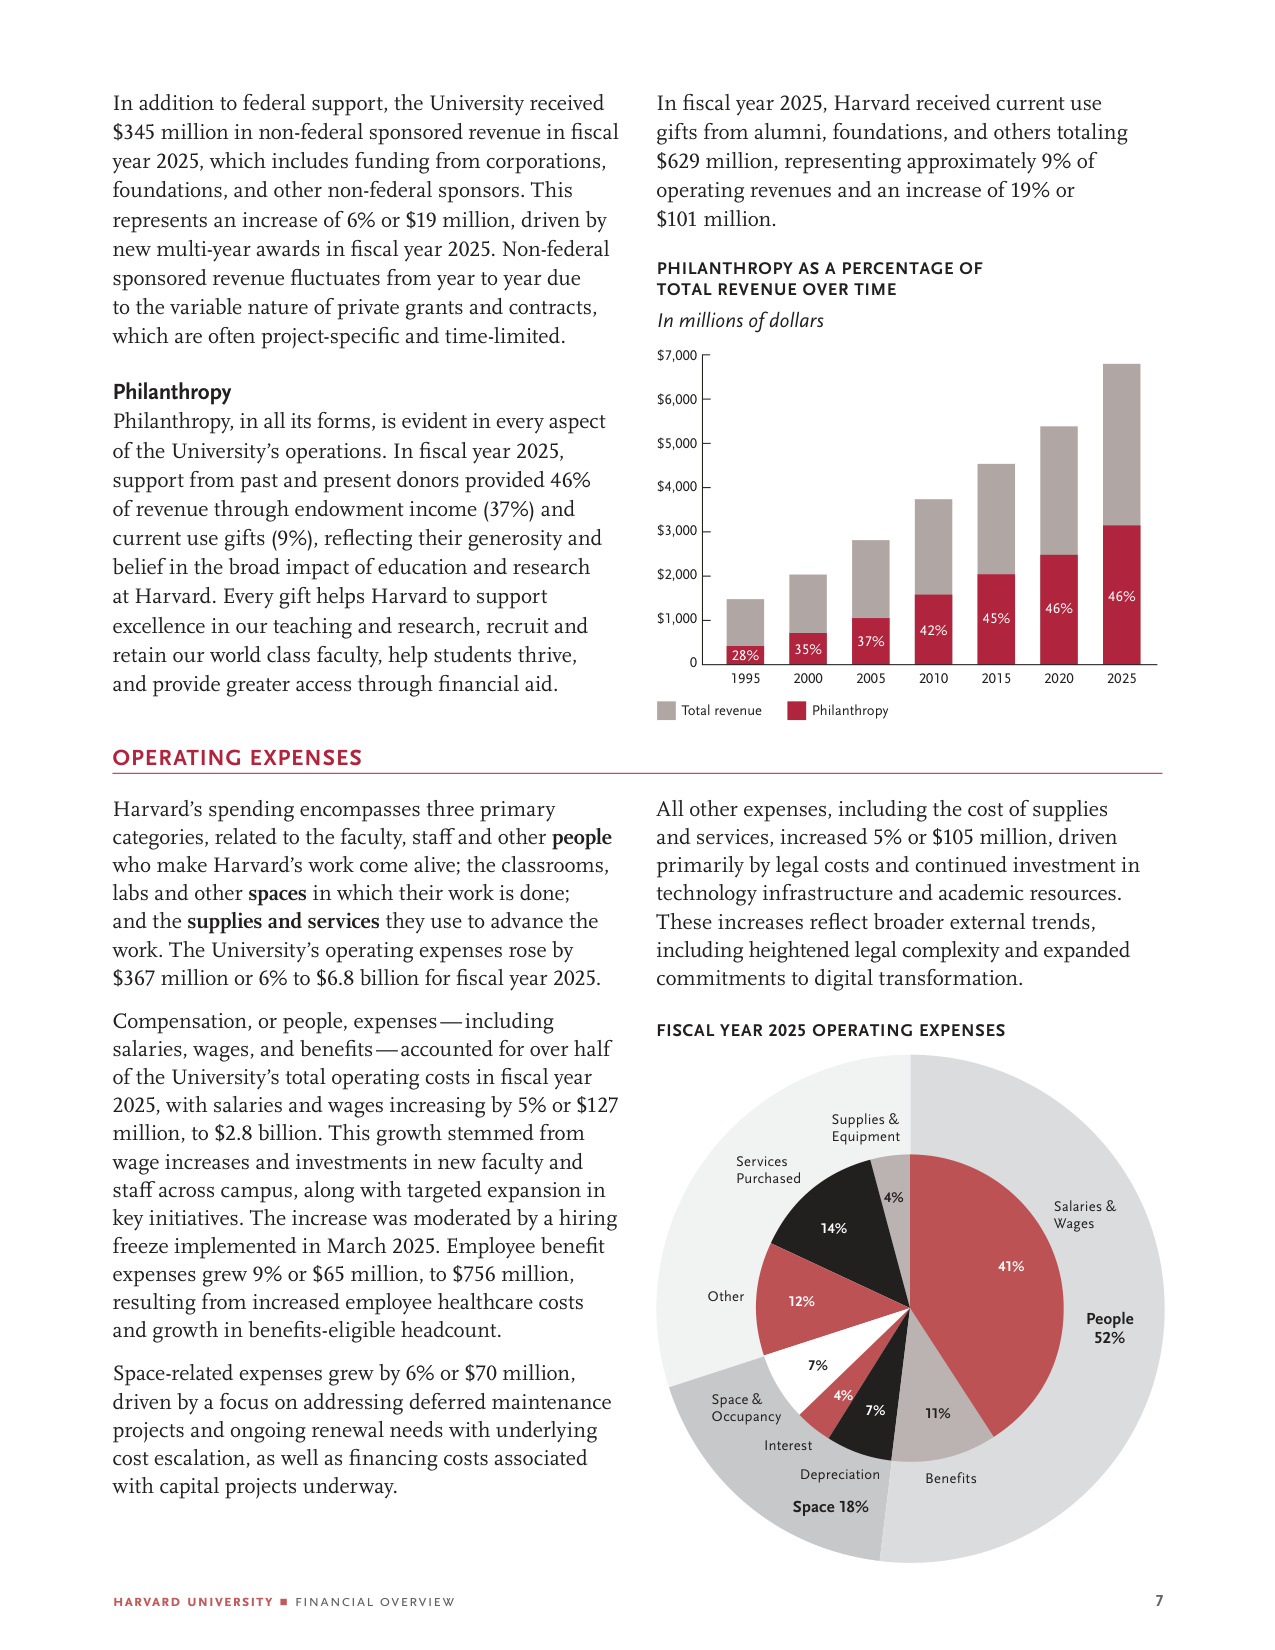 In addition to federal support, the University received
$345 million in non-federal sponsored revenue in fiscal
year 2025, which includes funding from corporations,
foundations, and other non-federal sponsors. This
represents an increase of 6% or $19 million, driven by
new multi-year awards in fiscal year 2025. Non-federal
sponsored revenue fluctuates from year to year due
to the variable nature of private grants and contracts,
which are often project-specific and time-limited.
Philanthropy
Philanthropy, in all its forms, is evident in every aspect
of the University’s operations. In fiscal year 2025,
support from past and present donors provided 46%
of revenue through endowment income (37%) and
current use gifts (9%), reflecting their generosity and
belief in the broad impact of education and research
at Harvard. Every gift helps Harvard to support
excellence in our teaching and research, recruit and
retain our world class faculty, help students thrive,
and provide greater access through financial aid.
In fiscal year 2025, Harvard received current use
gifts from alumni, foundations, and others totaling
$629 million, representing approximately 9% of
operating revenues and an increase of 19% or
$101 million.
PHILANTHROPY AS A PERCENTAGE OF
TOTAL REVENUE OVER TIME
In millions of dollars
$7,000
$6,000
$5,000
$4,000
$3,000
$2,000
$1,000
0
28%
35%
37%
42%
45%
46%
46%
1995 2000 2005 2010 2015 2020 2025
Total revenue Philanthropy
OPERATING EXPENSES
Harvard’s spending encompasses three primary
categories, related to the faculty, staff and other people
who make Harvard’s work come alive; the classrooms,
labs and other spaces in which their work is done;
and the supplies and services they use to advance the
work. The University’s operating expenses rose by
$367 million or 6% to $6.8 billion for fiscal year 2025.
Compensation, or people, expenses — including
salaries, wages, and benefits — accounted for over half
of the University’s total operating costs in fiscal year
2025, with salaries and wages increasing by 5% or $127
million, to $2.8 billion. This growth stemmed from
wage increases and investments in new faculty and
staff across campus, along with targeted expansion in
key initiatives. The increase was moderated by a hiring
freeze implemented in March 2025. Employee benefit
expenses grew 9% or $65 million, to $756 million,
resulting from increased employee healthcare costs
and growth in benefits-eligible headcount.
Space-related expenses grew by 6% or $70 million,
driven by a focus on addressing deferred maintenance
projects and ongoing renewal needs with underlying
cost escalation, as well as financing costs associated
with capital projects underway.
All other expenses, including the cost of supplies
and services, increased 5% or $105 million, driven
primarily by legal costs and continued investment in
technology infrastructure and academic resources.
These increases reflect broader external trends,
including heightened legal complexity and expanded
commitments to digital transformation.
FISCAL YEAR 2025 OPERATING EXPENSES
Supplies &
Equipment
4%
Services
Purchased
14%
Salaries &
Wages
41%
Other
12%
People
52%
7%
Space &
Occupancy
4%
Interest
7%
Depreciation
11%
Benefits
Space 18%
HARVARD UNIVERSITY ■ FINANCIAL OVERVIEW
7